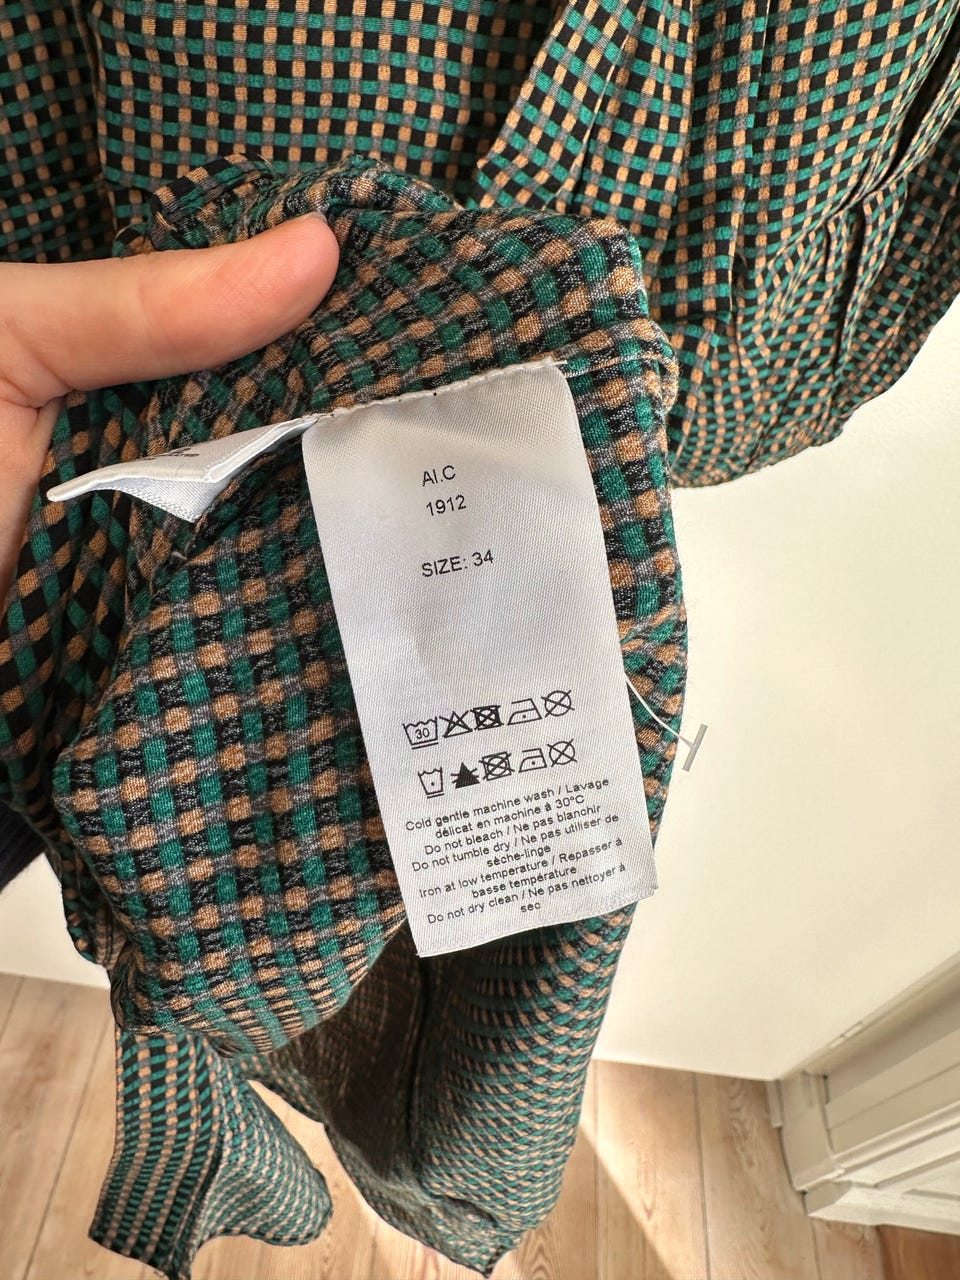 AI.C
1912
SIZE: 34
30
Cold gentle machine wash / Lavage
délicat en machine à 30°C
Do not bleach / Ne pas blanchir
Do not tumble dry / Ne pas utiliser de
sèche-linge
Iron at low temperature / Repasser à
basse température
Do not dry clean / Ne pas nettoyer à
sec